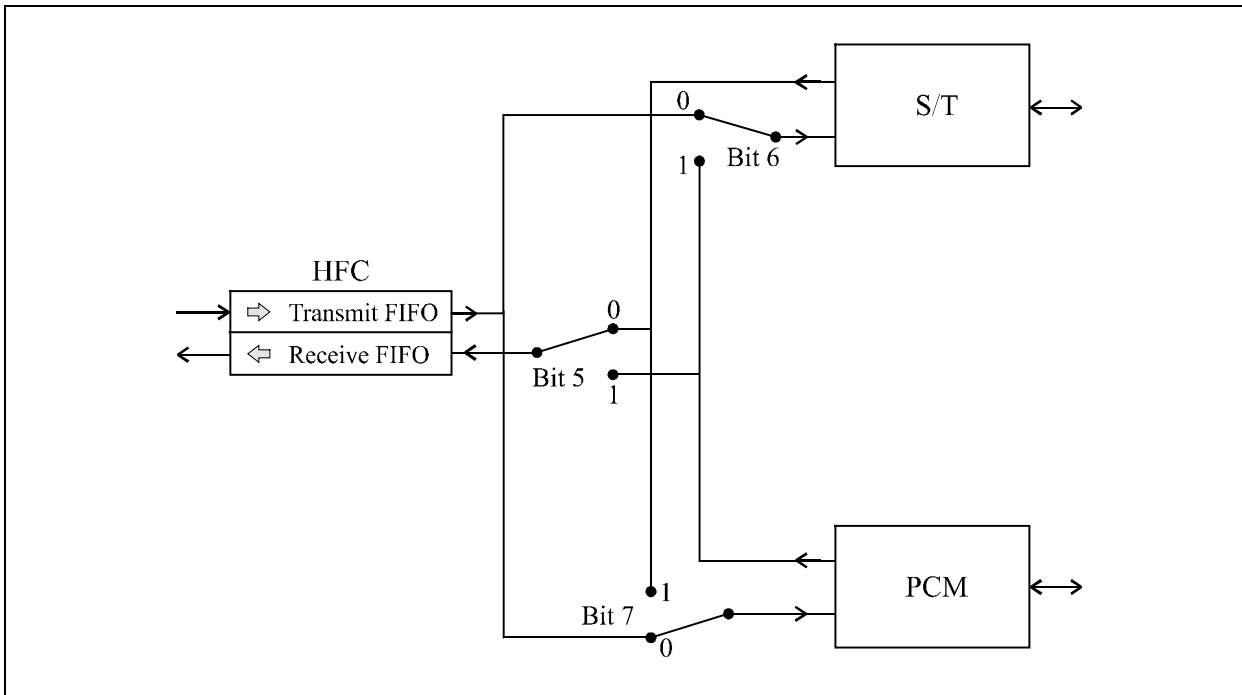 S/T
0
Bit 6
1
HFC
Transmit FIFO
Receive FIFO
0
Bit 5
1
1
Bit 7
0
PCM